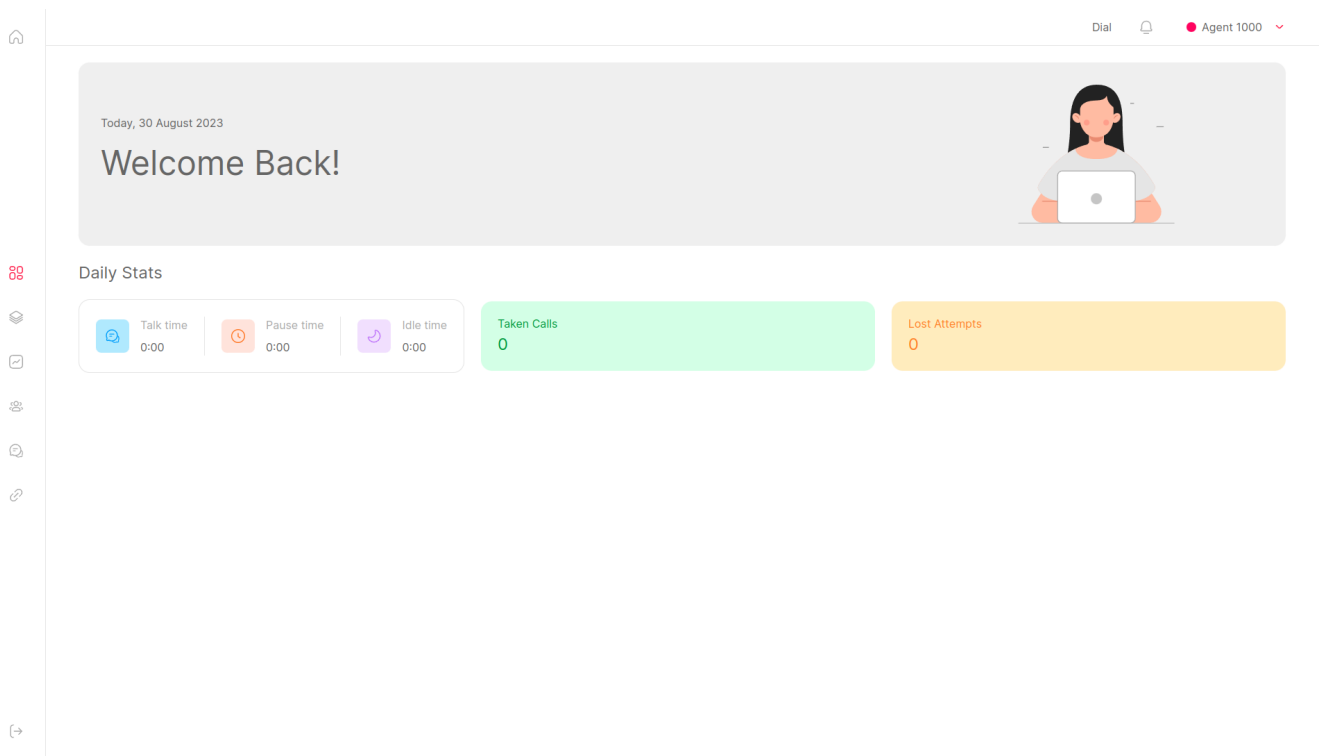 Dial
Agent 1000
Today, 30 August 2023
Welcome Back!
Daily Stats
Talk time
0:00
Pause time
0:00
Idle time
0:00
Taken Calls
0
Lost Attempts
0